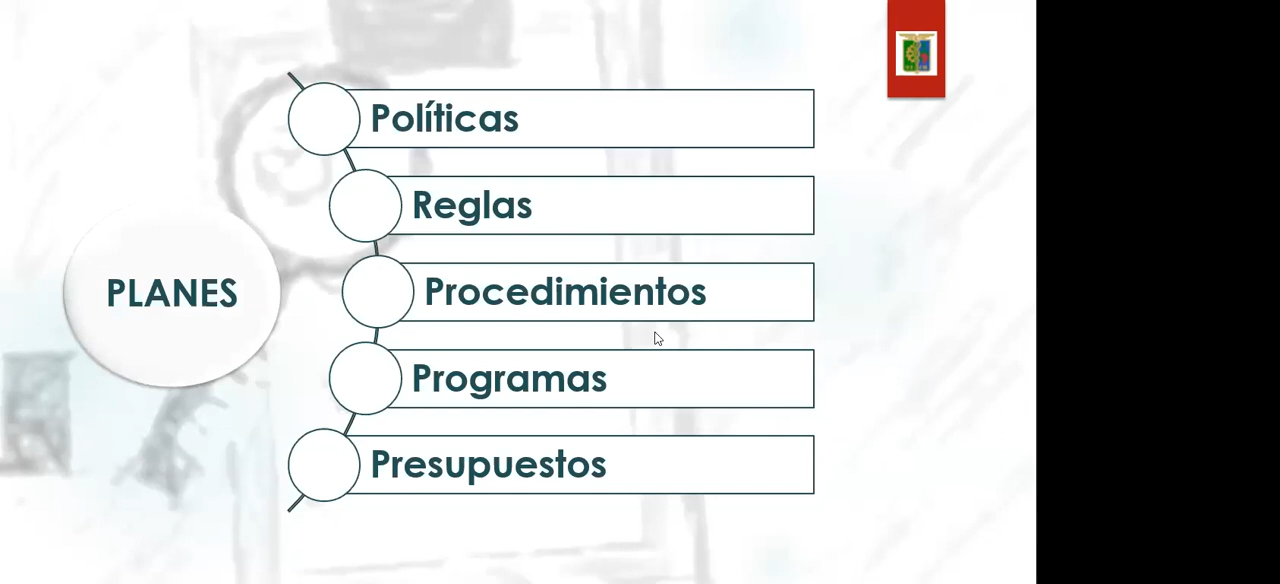 Políticas
Reglas
PLANES
Procedimientos
Programas
Presupuestos